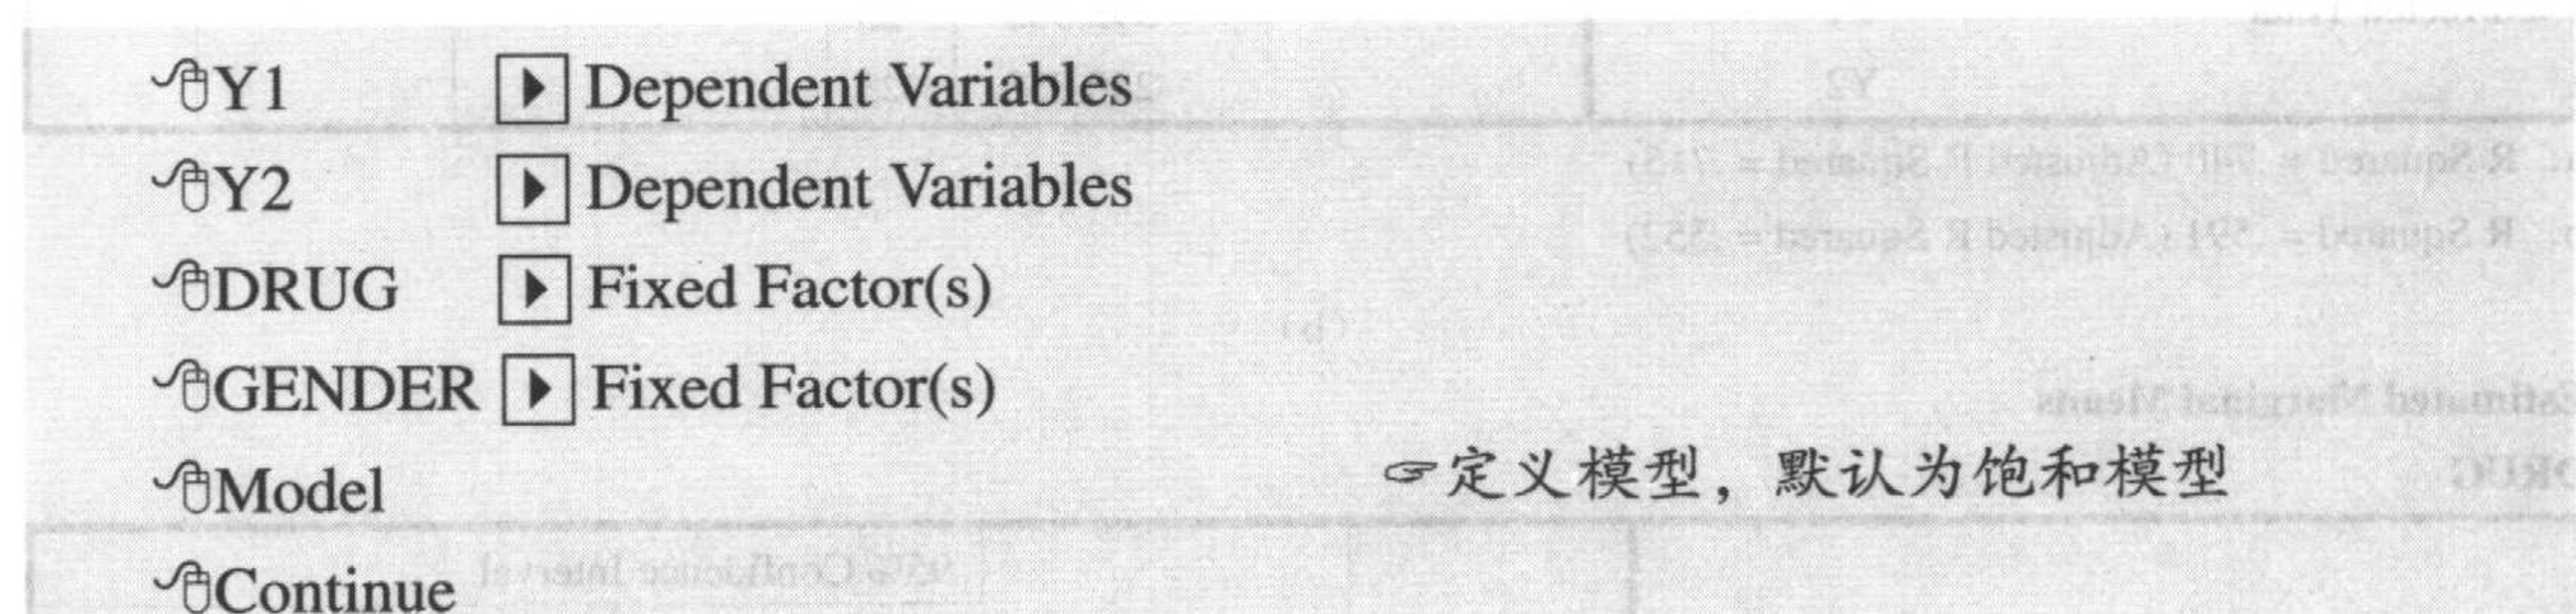 Y1 ▶ Dependent Variables
Y2 ▶ Dependent Variables
DRUG ▶ Fixed Factor(s)
GENDER ▶ Fixed Factor(s)
Model ☞定义模型，默认为饱和模型
Continue